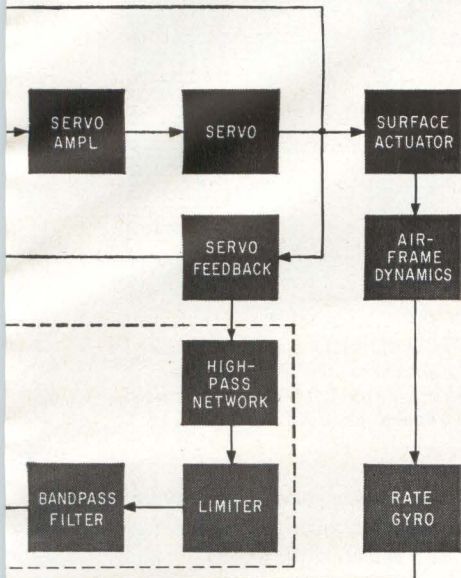 SERVO
AMPL
SERVO
SURFACE
ACTUATOR
SERVO
FEEDBACK
AIR-
FRAME
DYNAMICS
HIGH-
PASS
NETWORK
BANDPASS
FILTER
LIMITER
RATE
GYRO